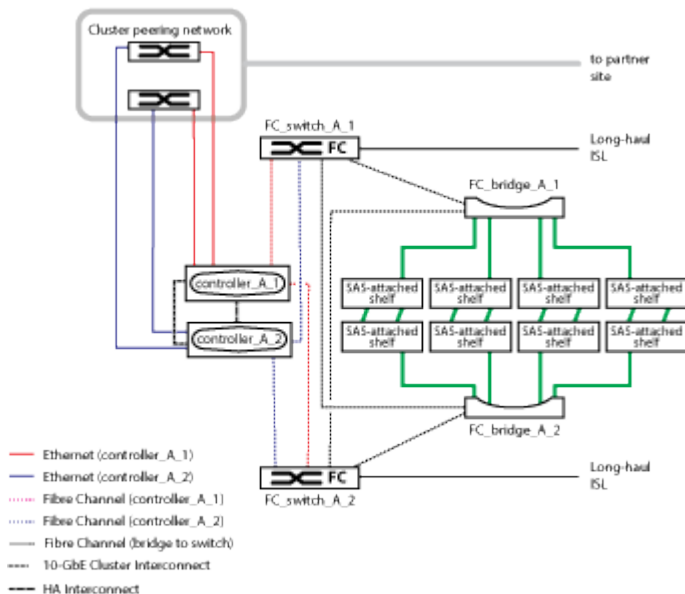 Cluster peering network
to partner
site
FC_switch_A_1
FC
Long-haul
ISL
FC_bridge_A_1
controller_A_1
controller_A_2
SAS-attached
shelf
SAS-attached
shelf
SAS-attached
shelf
SAS-attached
shelf
SAS-attached
shelf
SAS-attached
shelf
SAS-attached
shelf
SAS-attached
shelf
FC_bridge_A_2
FC
FC_switch_A_2
Long-haul
ISL
Ethernet (controller_A_1)
Ethernet (controller_A_2)
Fibre Channel (controller_A_1)
Fibre Channel (controller_A_2)
Fibre Channel (bridge to switch)
10-GbE Cluster Interconnect
HA Interconnect